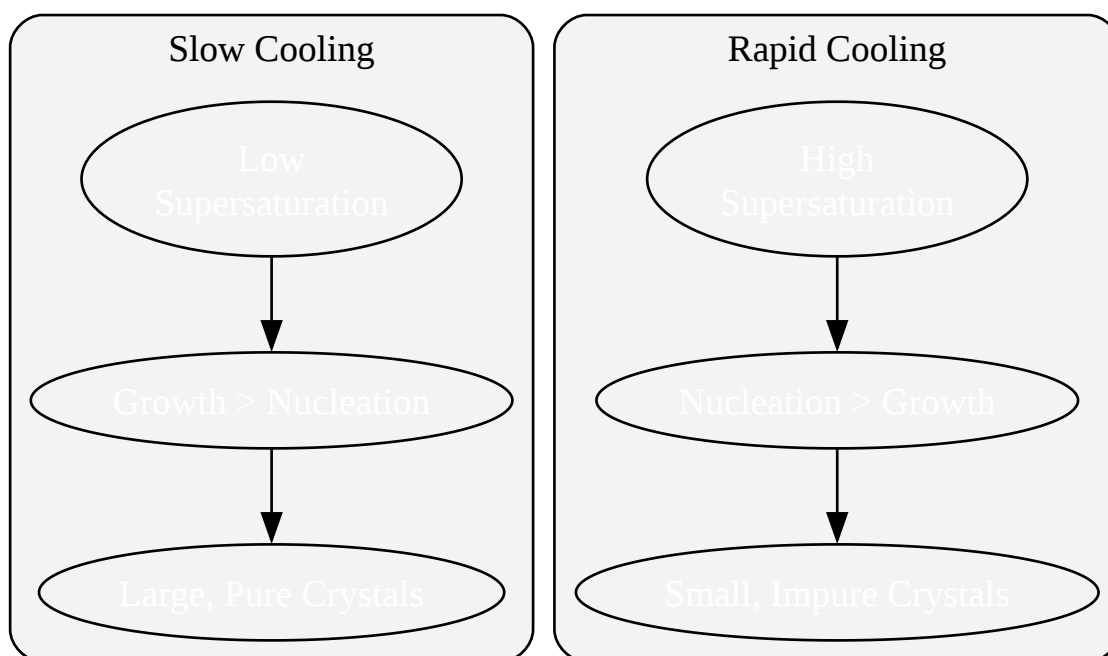 Slow Cooling
Low
Supersaturation
Growth > Nucleation
Large, Pure Crystals
Rapid Cooling
High
Supersaturation
Nucleation > Growth
Small, Impure Crystals